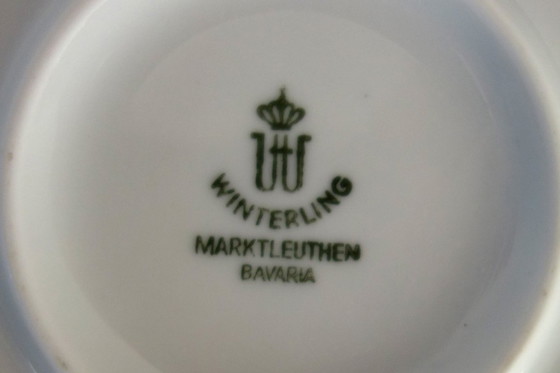 W
WINTERLING
MARKTLEUTHEN
BAVARIA